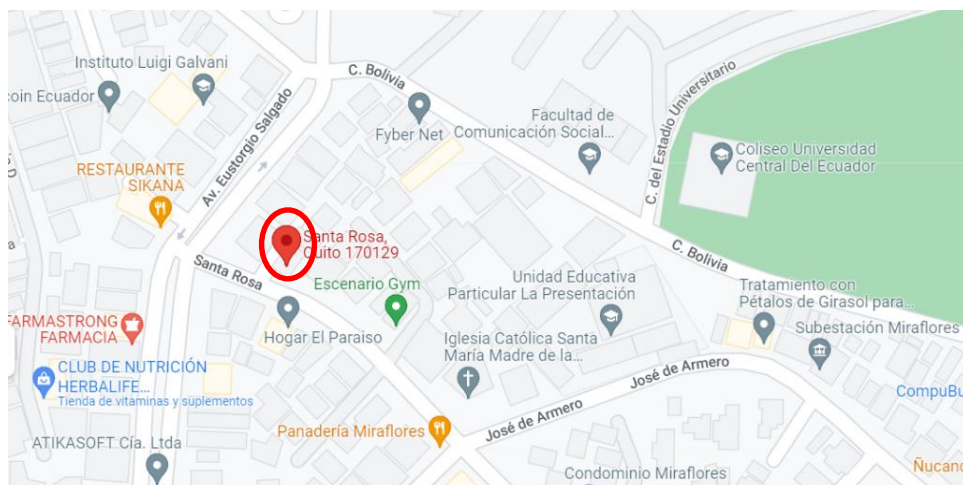 Instituto Luigi Galvani
oin Ecuador
C. Bolivia
Av. Eustorgio Salgado
Fyber Net
Facultad de
Comunicación Social...
C. del Estadio Universitario
Coliseo Universidad
Central Del Ecuador
RESTAURANTE
SIKANA
Santa Rosa,
Quito 170129
Santa Rosa
Escenario Gym
Hogar El Paraiso
Unidad Educativa
Particular La Presentación
C. Bolivia
Tratamiento con
Pétalos de Girasol para...
Subestación Miraflores
FARMASTRONG
FARMACIA
Iglesia Católica Santa
María Madre de la...
CLUB DE NUTRICIÓN
HERBALIFE...
Tienda de vitaminas y suplementos
José de Armero
José de Armero
CompuBu
ATIKASOFT Cía. Ltda
Panadería Miraflores
Condominio Miraflores
Ñucanc